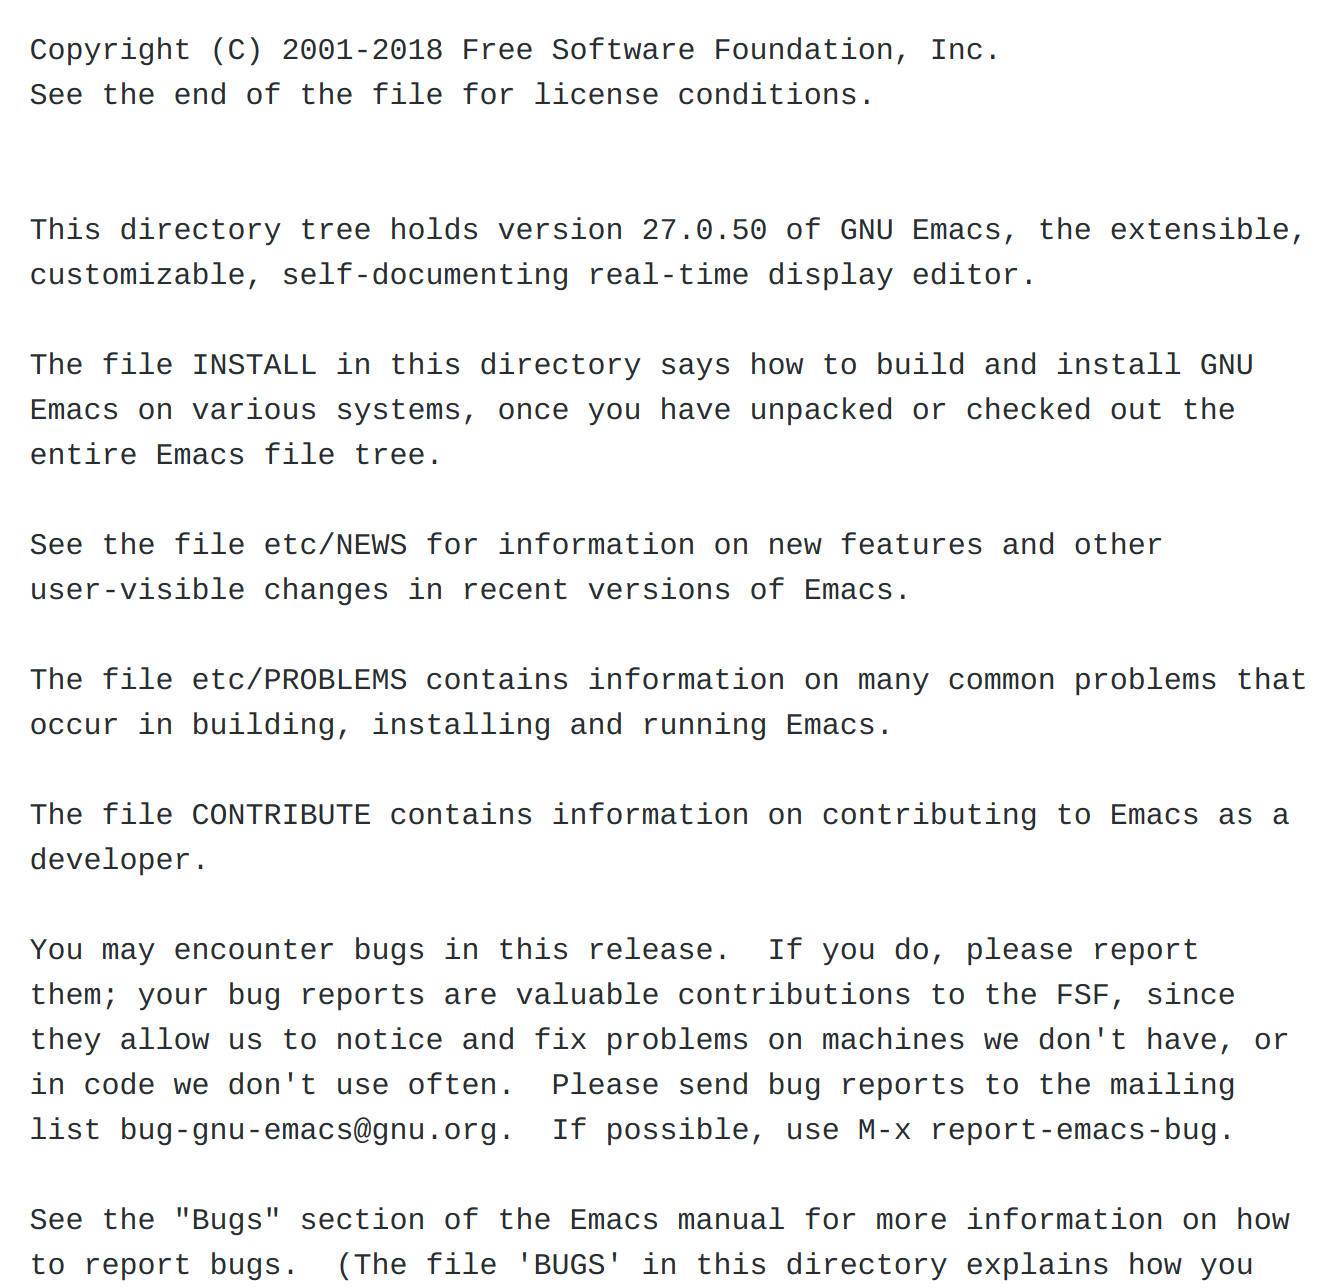 Copyright (C) 2001-2018 Free Software Foundation, Inc.
See the end of the file for license conditions.


This directory tree holds version 27.0.50 of GNU Emacs, the extensible,
customizable, self-documenting real-time display editor.

The file INSTALL in this directory says how to build and install GNU
Emacs on various systems, once you have unpacked or checked out the
entire Emacs file tree.

See the file etc/NEWS for information on new features and other
user-visible changes in recent versions of Emacs.

The file etc/PROBLEMS contains information on many common problems that
occur in building, installing and running Emacs.

The file CONTRIBUTE contains information on contributing to Emacs as a
developer.

You may encounter bugs in this release.  If you do, please report
them; your bug reports are valuable contributions to the FSF, since
they allow us to notice and fix problems on machines we don't have, or
in code we don't use often.  Please send bug reports to the mailing
list bug-gnu-emacs@gnu.org.  If possible, use M-x report-emacs-bug.

See the "Bugs" section of the Emacs manual for more information on how
to report bugs.  (The file 'BUGS' in this directory explains how you